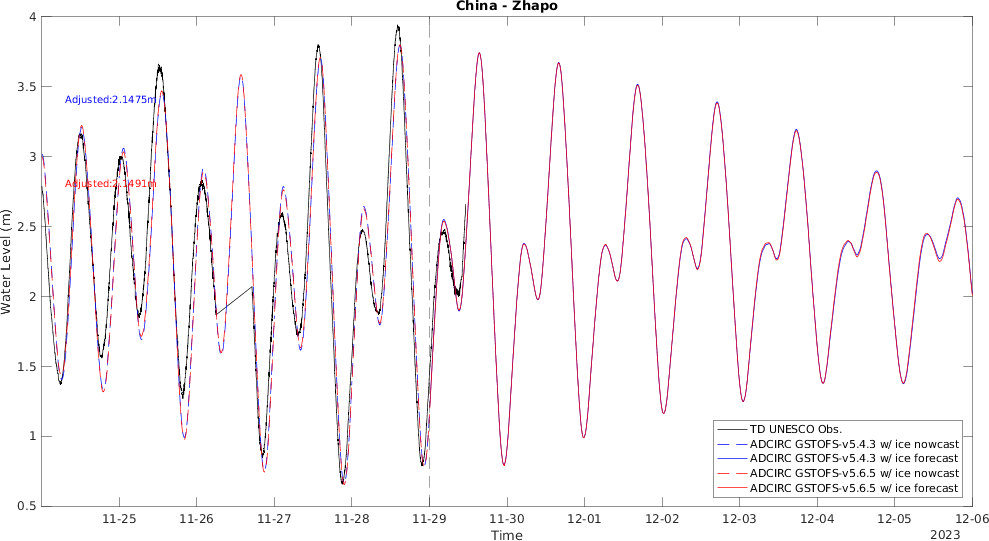 China - Zhapo
4
3.5
3
2.5
2
1.5
1
0.5
Water Level (m)
Adjusted:2.1475m
Adjusted:2.1491m
TD UNESCO Obs.
ADCIRC GSTOFS-v5.4.3 w/ ice nowcast
ADCIRC GSTOFS-v5.4.3 w/ ice forecast
ADCIRC GSTOFS-v5.6.5 w/ ice nowcast
ADCIRC GSTOFS-v5.6.5 w/ ice forecast
11-25 11-26 11-27 11-28 11-29 11-30 12-01 12-02 12-03 12-04 12-05 12-06
Time
2023